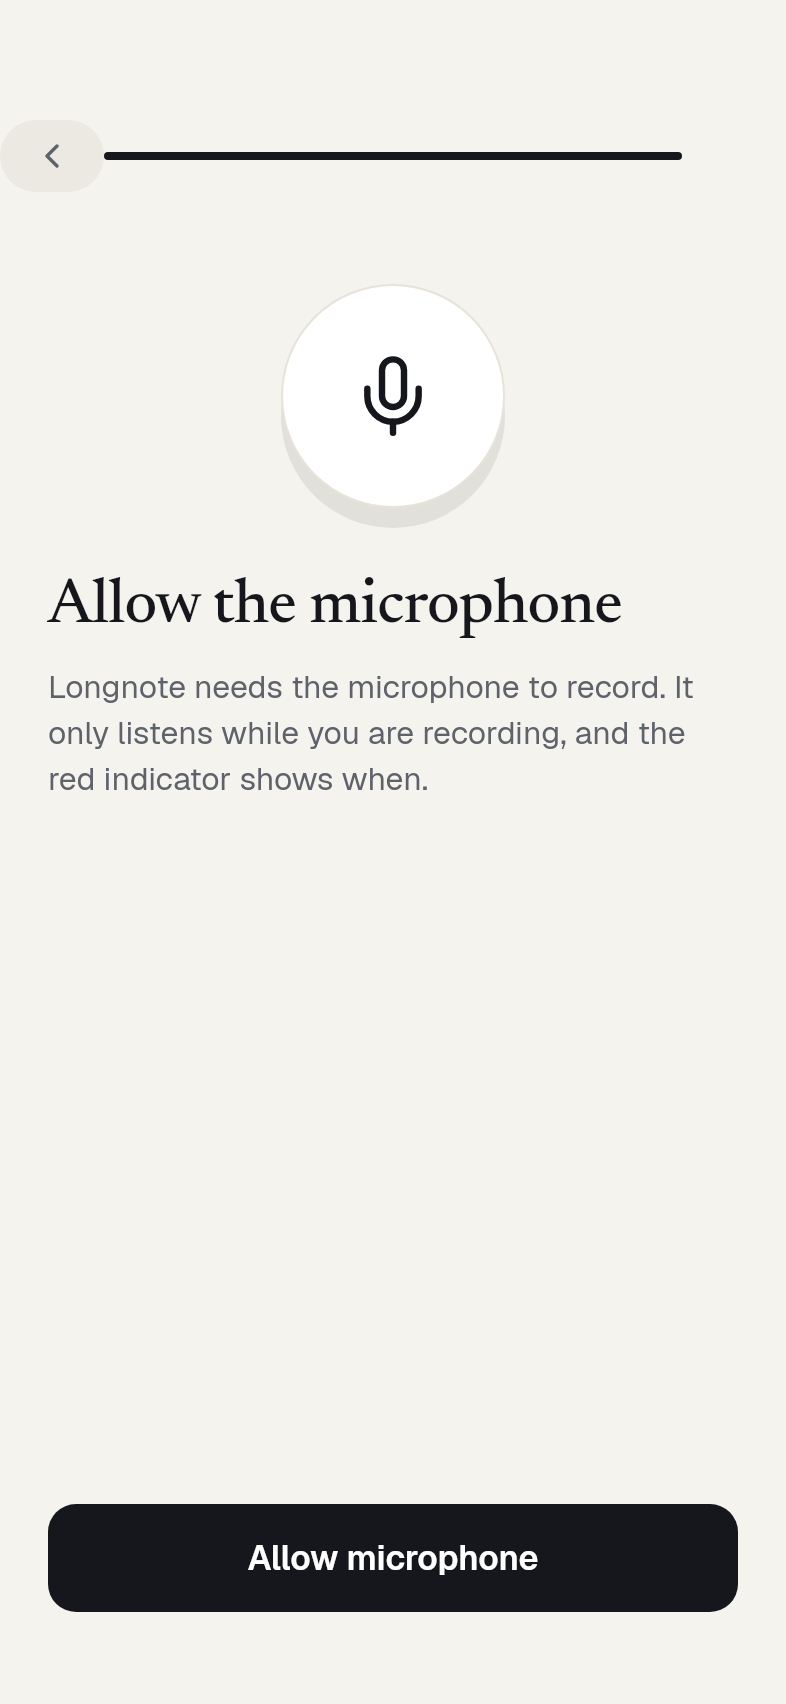 Allow the microphone
Longnote needs the microphone to record. It
only listens while you are recording, and the
red indicator shows when.
Allow microphone